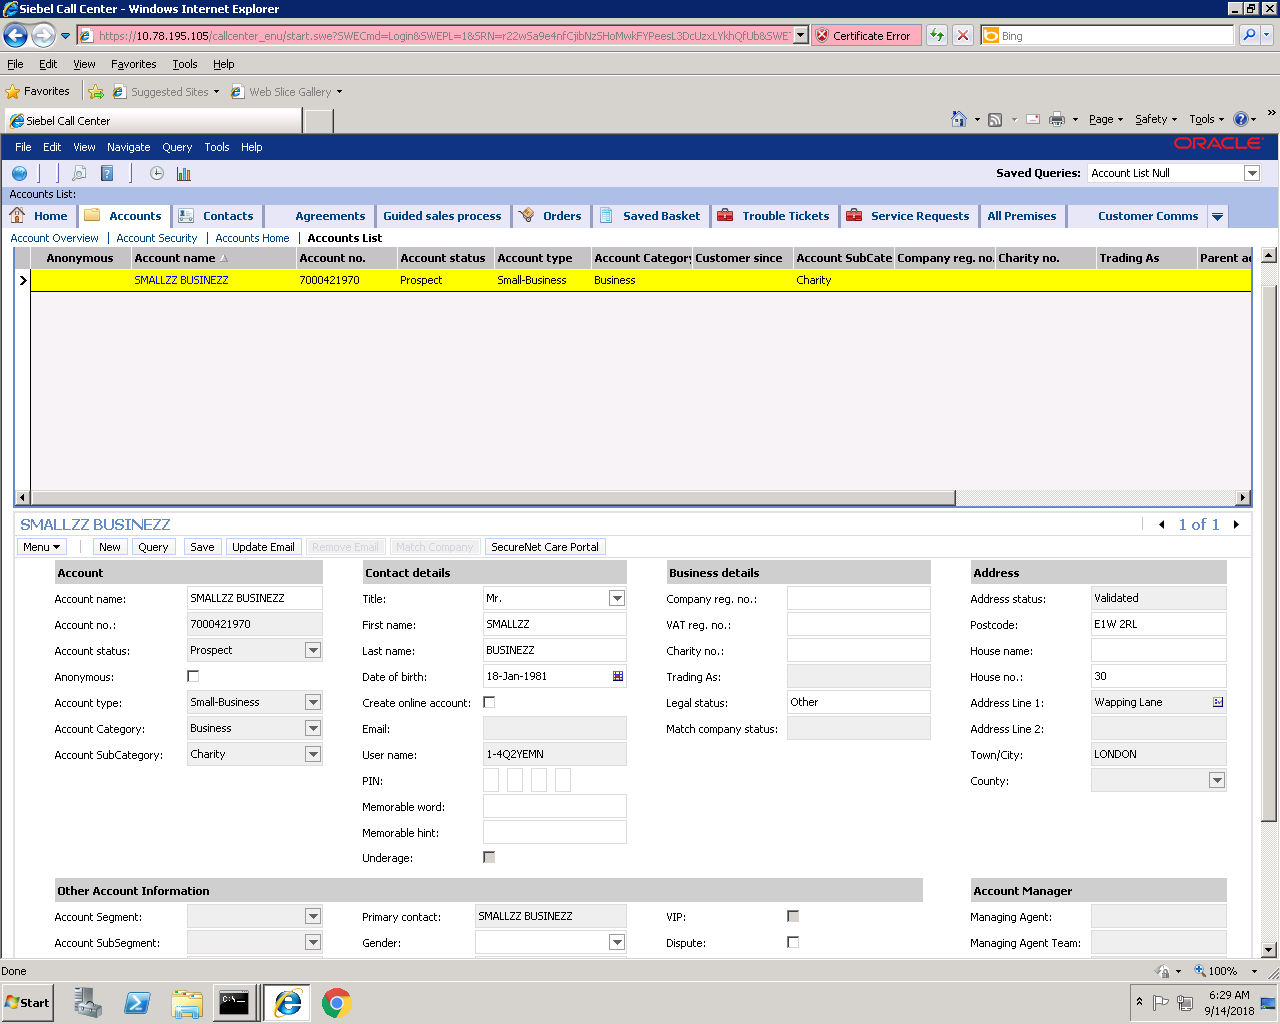 Siebel Call Center - Windows Internet Explorer
https://10.78.195.105/callcenter_enu/start.swe?SWECmd=Login&SWEPL=1&SRN=
Certificate Error
Bing
File Edit View Favorites Tools Help
Favorites Suggested Sites Web Slice Gallery
Siebel Call Center
Page Safety Tools
File Edit View Navigate Query Tools Help
ORACLE
Saved Queries: Account List Null
Accounts List:
Home Accounts Contacts Agreements Guided sales process Orders Saved Basket Trouble Tickets Service Requests All Premises Customer Comms
Account Overview Account Security Accounts Home Accounts List
Anonymous Account name Account no. Account status Account type Account Category Customer since Account SubCate Company reg. no. Charity no. Trading As Parent ac
SMALLZZ BUSINEZZ 7000421970 Prospect Small-Business Business Charity
SMALLZZ BUSINEZZ
1 of 1
Menu New Query Save Update Email Remove Email Match Company SecureNet Care Portal
Account Contact details Business details Address
Account name: SMALLZZ BUSINEZZ Title: Mr. Company reg. no.: Address status: Validated
Account no.: 7000421970 First name: SMALLZZ VAT reg. no.: Postcode: E1W 2RL
Account status: Prospect Last name: BUSINEZZ Charity no.: House name:
Anonymous: Date of birth: 18-Jan-1981 Trading As: House no.: 30
Account type: Small-Business Create online account: Legal status: Other Address Line 1: Wapping Lane
Account Category: Business Email: Match company status: Address Line 2:
Account SubCategory: Charity User name: 1-4Q2YEMN Town/City: LONDON
PIN: County:
Memorable word:
Memorable hint:
Underage:
Other Account Information Account Manager
Account Segment: Primary contact: SMALLZZ BUSINEZZ VIP: Managing Agent:
Account SubSegment: Gender: Dispute: Managing Agent Team:
Done 100%
Start
6:29 AM
9/14/2018